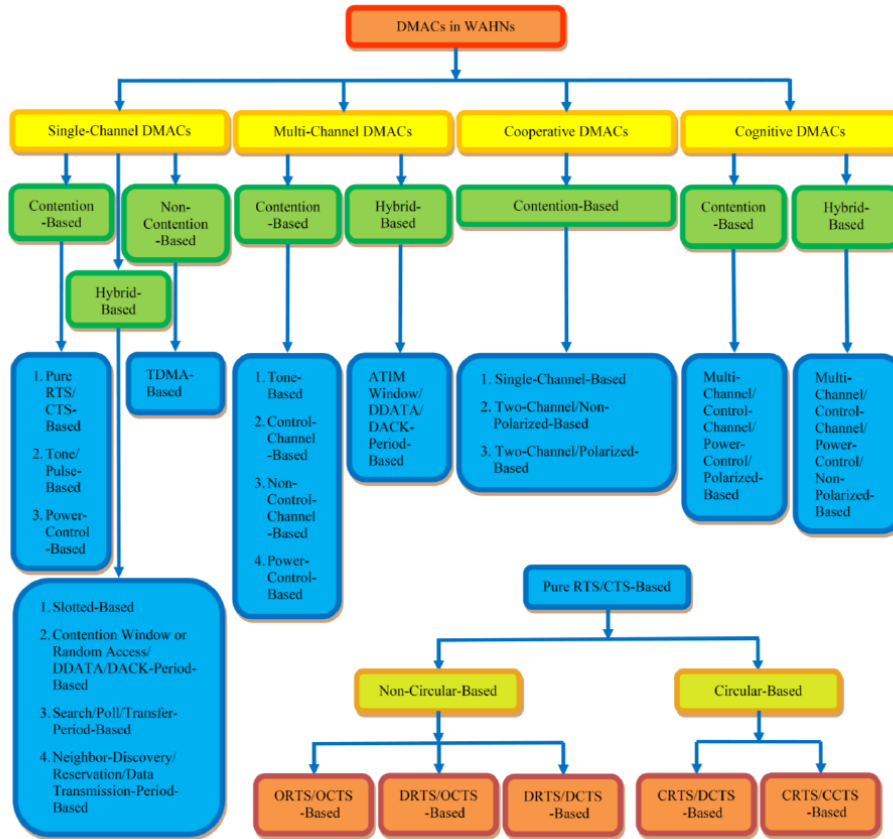 DMACs in WAHNs
Single-Channel DMACs
Multi-Channel DMACs
Cooperative DMACs
Cognitive DMACs
Contention
-Based
Non-
Contention
-Based
Contention
-Based
Hybrid-
Based
Contention-Based
Contention
-Based
Hybrid-
Based
Hybrid-
Based
1. Pure
RTS/
CTS-
Based
2. Tone/
Pulse-
Based
3. Power-
Control
-Based
TDMA-
Based
1. Tone-
Based
2. Control-
Channel
-Based
3. Non-
Control-
Channel
-Based
4. Power-
Control-
Based
ATIM
Window/
DDATA/
DACK-
Period-
Based
1. Single-Channel-Based
2. Two-Channel/Non-
Polarized-Based
3. Two-Channel/Polarized-
Based
Multi-
Channel/
Control-
Channel/
Power-
Control/
Polarized-
Based
Multi-
Channel/
Control-
Channel/
Power-
Control/
Non-
Polarized-
Based
1. Slotted-Based
2. Contention Window or
Random Access/
DDATA/DACK-Period-
Based
3. Search/Poll/Transfer-
Period-Based
4. Neighbor-Discovery/
Reservation/Data
Transmission-Period-
Based
Pure RTS/CTS-Based
Non-Circular-Based
Circular-Based
ORTS/OCTS
-Based
DRTS/OCTS
-Based
DRTS/DCTS
-Based
CRTS/DCTS
-Based
CRTS/CCTS
-Based